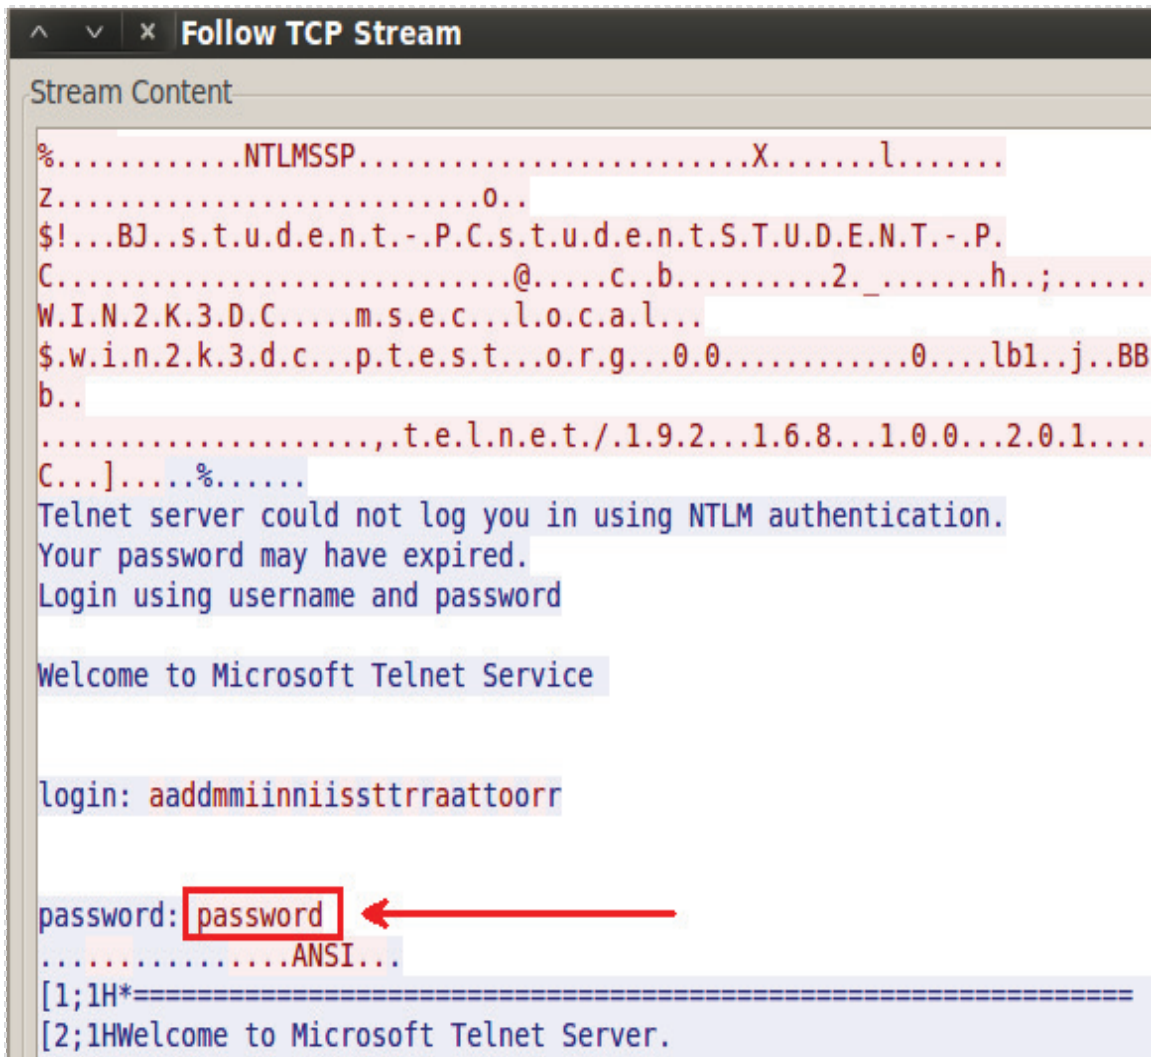 Follow TCP Stream
Stream Content
%............NTLMSSP.........................X.......l.......
z...........................o..
$!...BJ..s.t.u.d.e.n.t.-.P.C.s.t.u.d.e.n.t.S.T.U.D.E.N.T.-.P.
C.............................@.....c..b..........2._.......h..;......
W.I.N.2.K.3.D.C.....m.s.e.c...l.o.c.a.l...
$.w.i.n.2.k.3.d.c...p.t.e.s.t...o.r.g...0.0............0....lb1..j..BB
b..
.....................,.t.e.l.n.e.t./.1.9.2...1.6.8...1.0.0...2.0.1....
C...].....%......
Telnet server could not log you in using NTLM authentication.
Your password may have expired.
Login using username and password
Welcome to Microsoft Telnet Service
login: aaddmmiinniissttrraattoorr
password: password
................ANSI...
[1;1H*===============================================================
[2;1HWelcome to Microsoft Telnet Server.